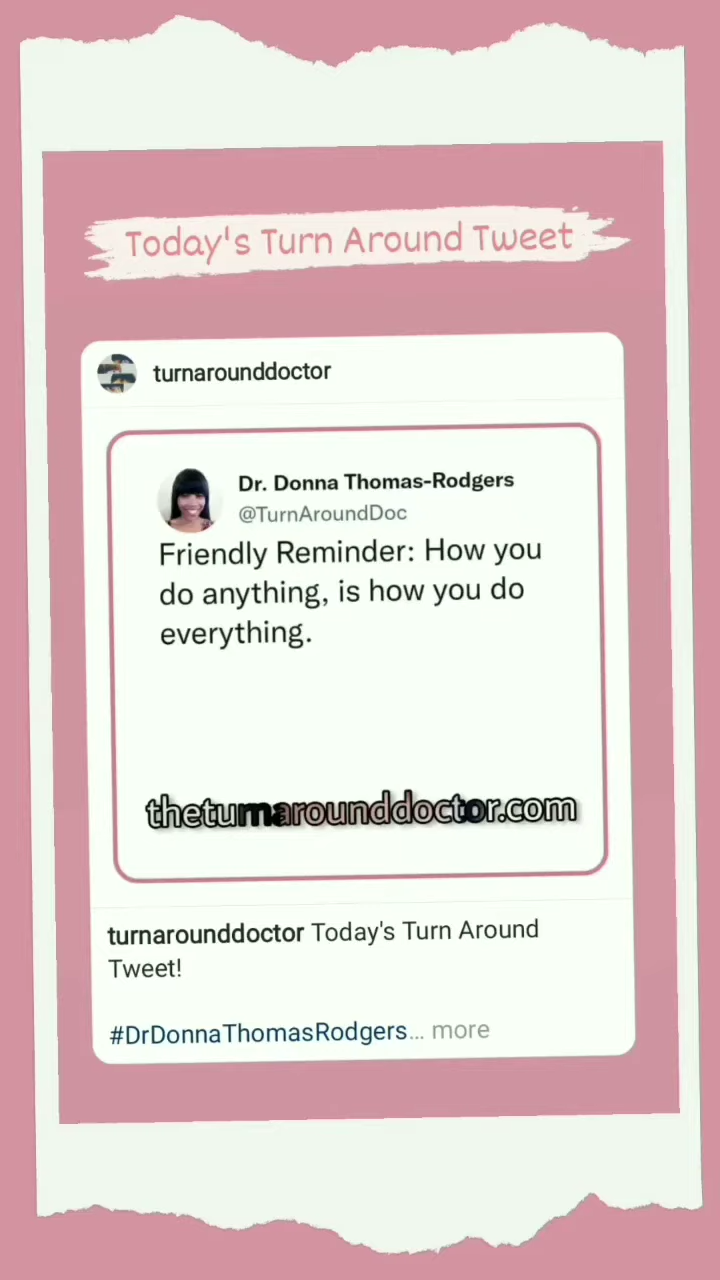 Today's Turn Around Tweet
turnarounddoctor
Dr. Donna Thomas-Rodgers
@TurnAroundDoc
Friendly Reminder: How you
do anything, is how you do
everything.
theturnarounddoctor.com
turnarounddoctor Today's Turn Around
Tweet!
#DrDonnaThomasRodgers... more